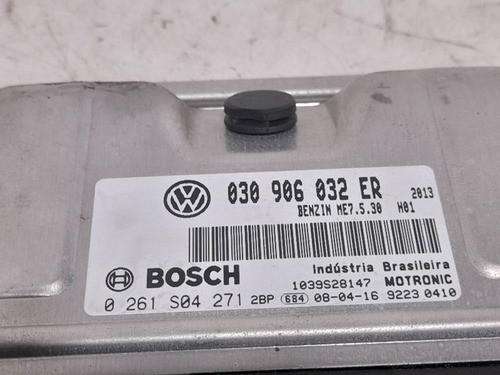 030 906 032 ER 2013
BENZIN ME7.5.30 H01
BOSCH
Indústria Brasileira
1039S28147 MOTRONIC
0 261 S04 271 2BP 684 08-04-16 9223 0410